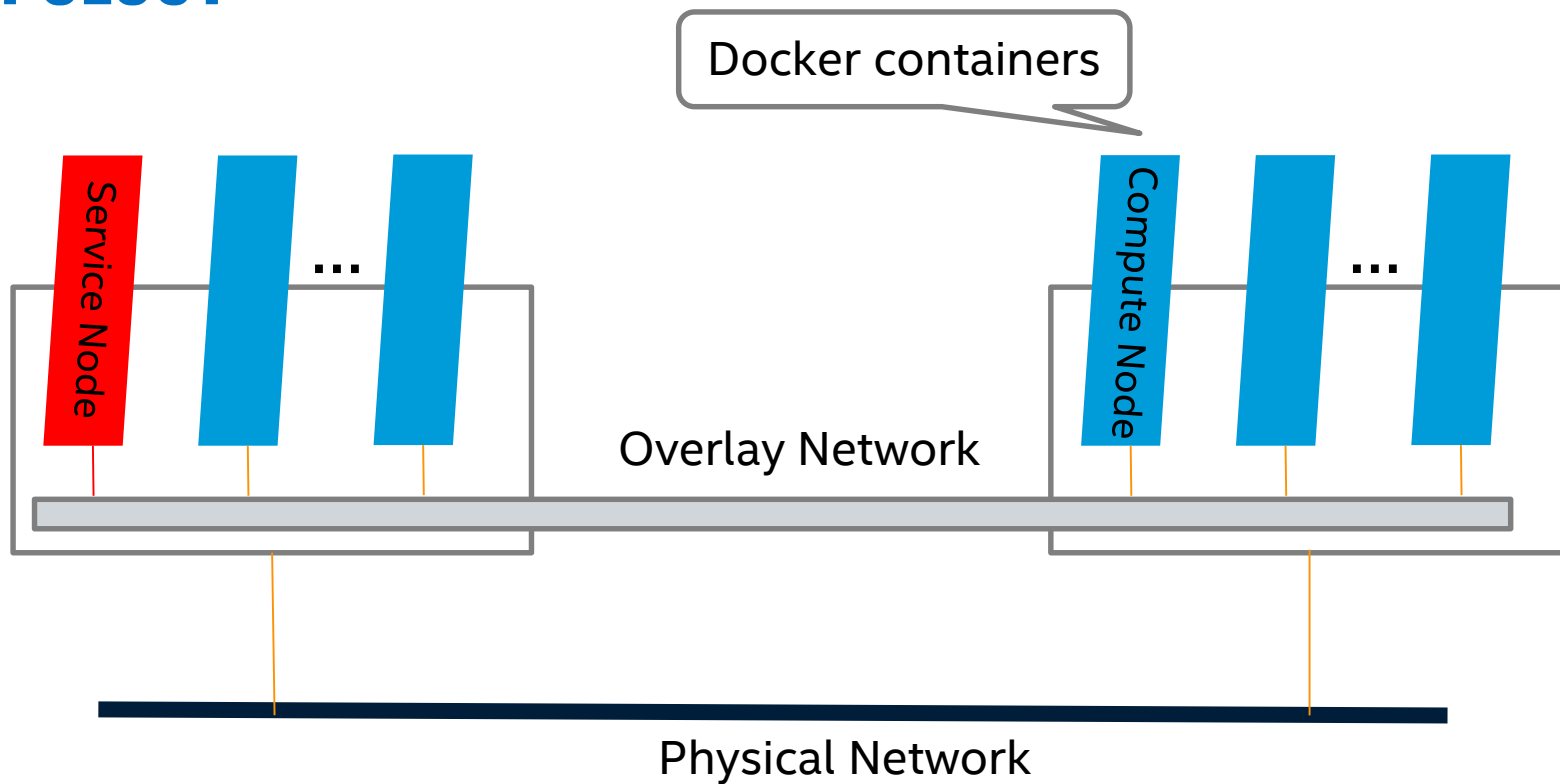 Docker containers
Service Node
...
Compute Node
...
Overlay Network
Physical Network